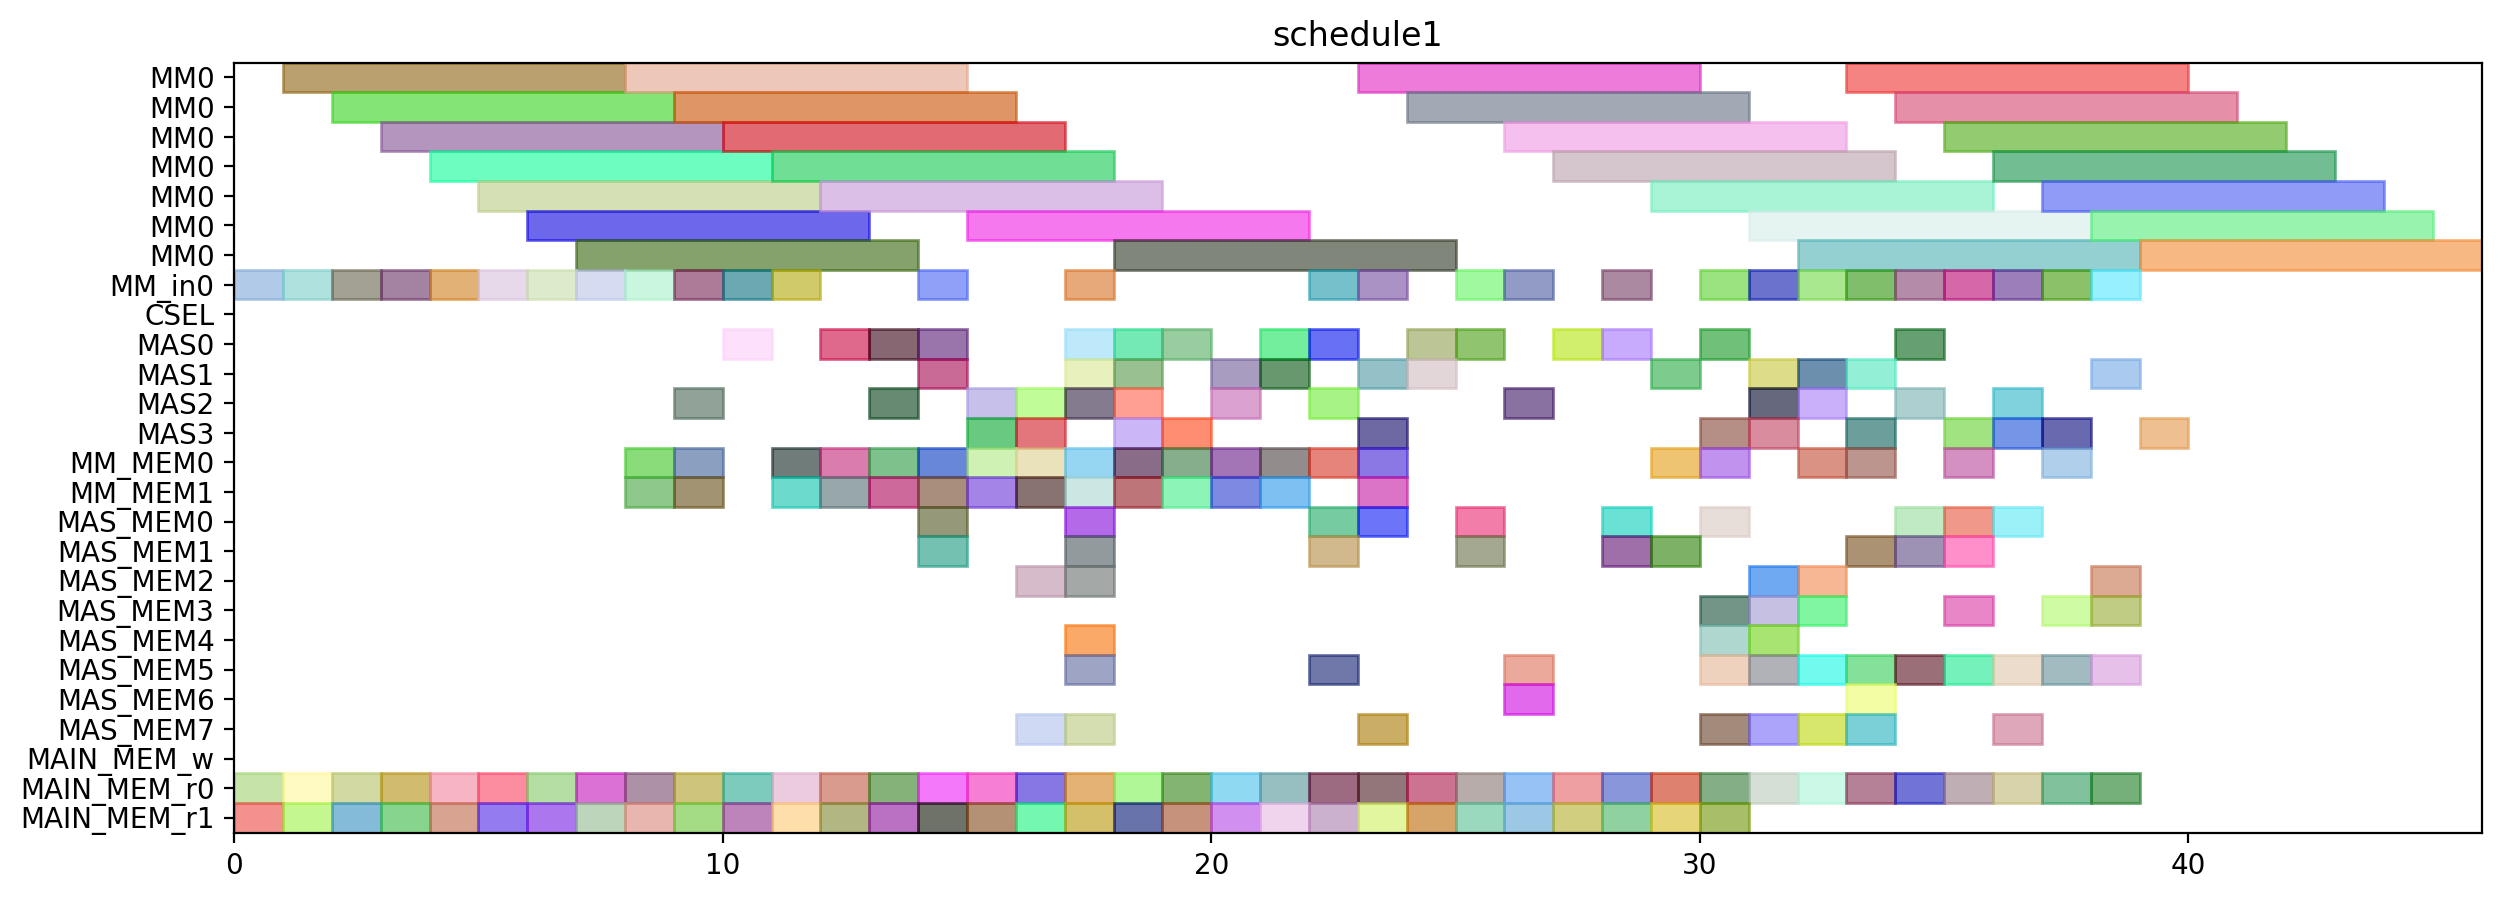 schedule1
MM0
MM0
MM0
MM0
MM0
MM0
MM0
MM_in0
CSEL
MAS0
MAS1
MAS2
MAS3
MM_MEM0
MM_MEM1
MAS_MEM0
MAS_MEM1
MAS_MEM2
MAS_MEM3
MAS_MEM4
MAS_MEM5
MAS_MEM6
MAS_MEM7
MAIN_MEM_w
MAIN_MEM_r0
MAIN_MEM_r1
0 10 20 30 40